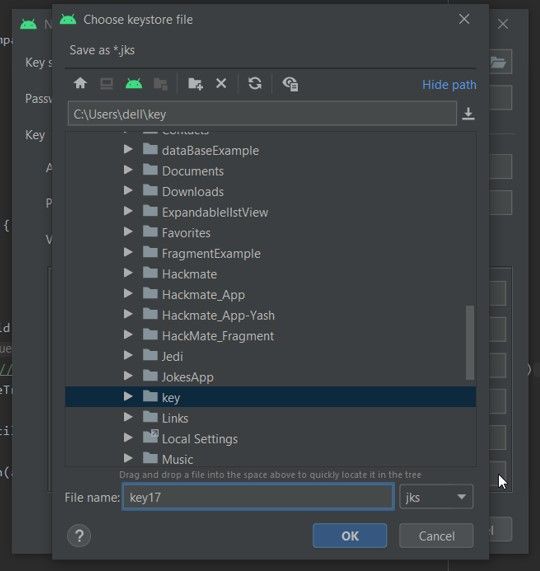 Choose keystore file
Save as *.jks
Hide path
C:\Users\dell\key
Contacts
dataBaseExample
Documents
Downloads
ExpandablelIstView
Favorites
FragmentExample
Hackmate
Hackmate_App
Hackmate_App-Yash
HackMate_Fragment
Jedi
JokesApp
key
Links
Local Settings
Music
Drag and drop a file into the space above to quickly locate it in the tree
File name:
key17
jks
?
OK
Cancel
Key s
Passw
Key